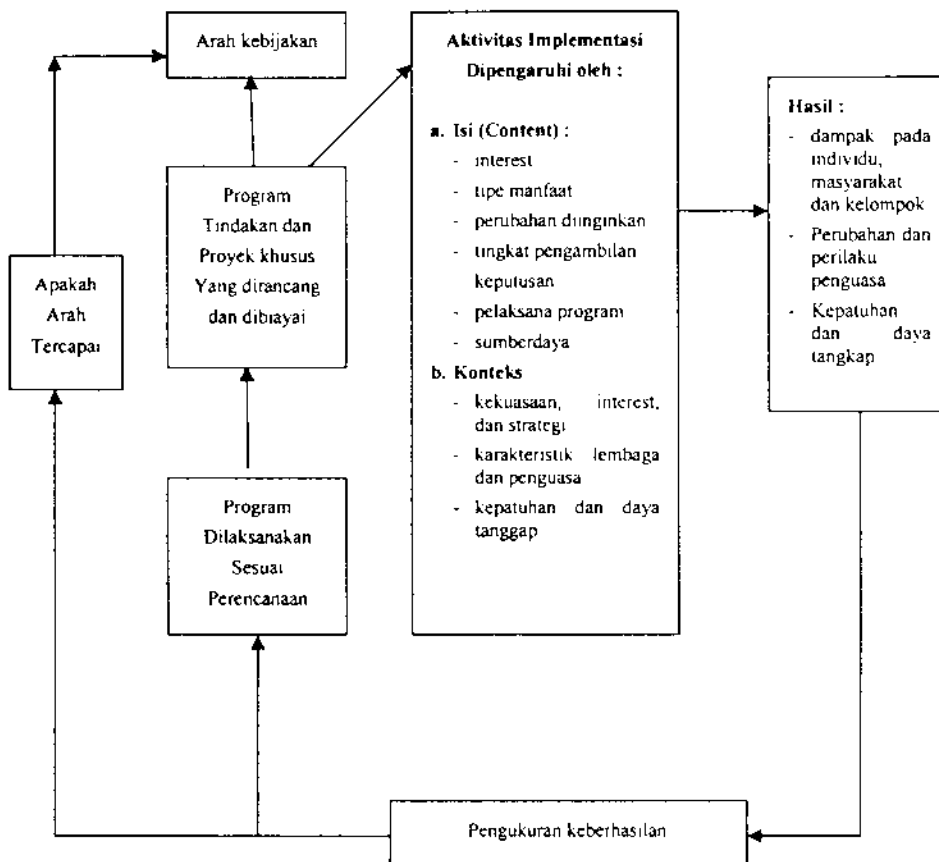 Arah kebijakan
Apakah
Arah
Tercapai
Program
Tindakan dan
Proyek khusus
Yang dirancang
dan dibiayai
Program
Dilaksanakan
Sesuai
Perencanaan
Aktivitas Implementasi
Dipengaruhi oleh :
a. Isi (Content) :
- interest
- tipe manfaat
- perubahan diinginkan
- tingkat pengambilan
keputusan
- pelaksana program
- sumberdaya
b. Konteks
- kekuasaan, interest,
dan strategi
- karakteristik lembaga
dan penguasa
- kepatuhan dan daya
tanggap
Hasil :
- dampak pada
individu,
masyarakat
dan kelompok
- Perubahan dan
perilaku
penguasa
- Kepatuhan
dan daya
tangkap
Pengukuran keberhasilan